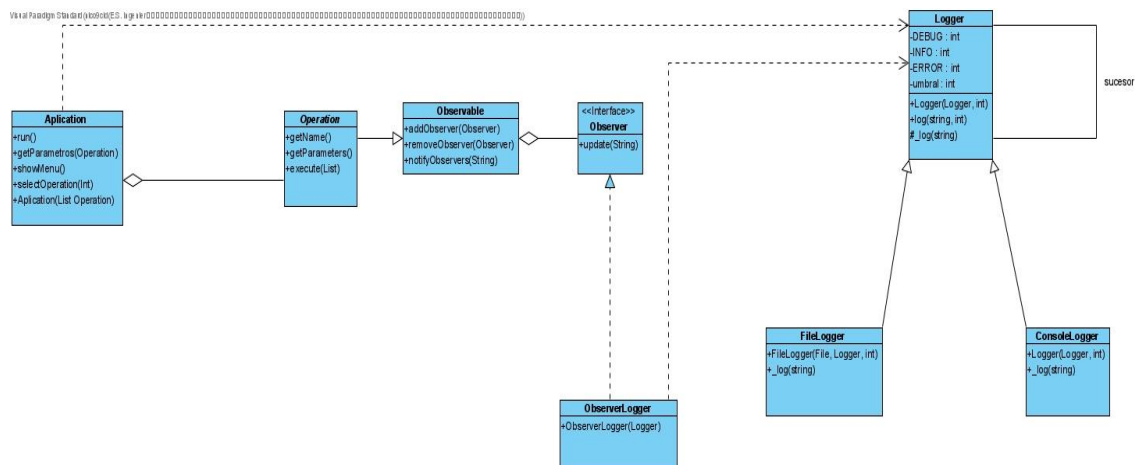 Visual Paradigm Standard
Logger
-DEBUG : int
-INFO : int
-ERROR : int
-umbral : int
+Logger(Logger, int)
+log(string, int)
#_log(string)
sucesor
Aplication
+run()
+getParametros(Operation)
+showMenu()
+selectOperation(Int)
+Aplication(List Operation)
Operation
+getName()
+getParameters()
+execute(List)
Observable
+addObserver(Observer)
+removeObserver(Observer)
+notifyObservers(String)
<<Interface>>
Observer
+update(String)
FileLogger
+FileLogger(File, Logger, int)
+_log(string)
ConsoleLogger
+Logger(Logger, int)
+_log(string)
ObserverLogger
+ObserverLogger(Logger)